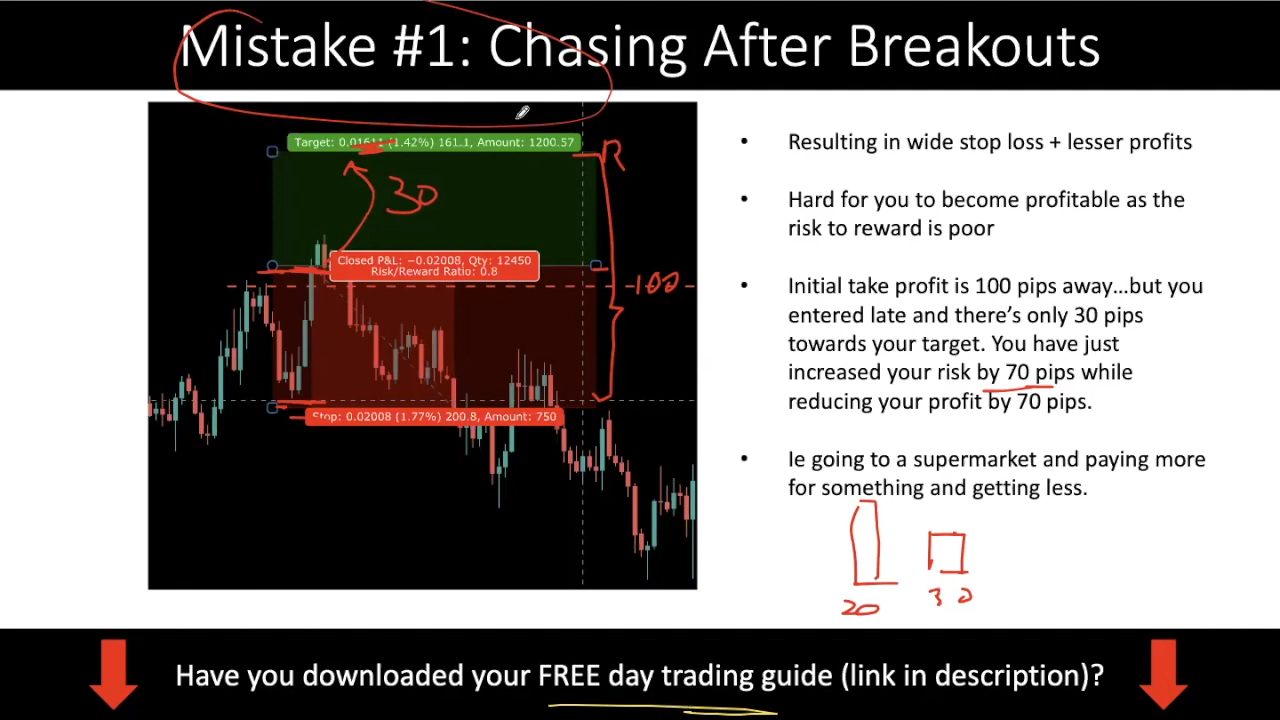 Mistake #1: Chasing After Breakouts
Target: 0.01611 (1.42%) 161.1, Amount: 1200.57
R
30
Closed P&L: −0.02008, Qty: 12450
Risk/Reward Ratio: 0.8
100
Stop: 0.02008 (1.77%) 200.8, Amount: 750
• Resulting in wide stop loss + lesser profits
• Hard for you to become profitable as the
risk to reward is poor
• Initial take profit is 100 pips away...but you
entered late and there's only 30 pips
towards your target. You have just
increased your risk by 70 pips while
reducing your profit by 70 pips.
• Ie going to a supermarket and paying more
for something and getting less.
20 30
Have you downloaded your FREE day trading guide (link in description)?